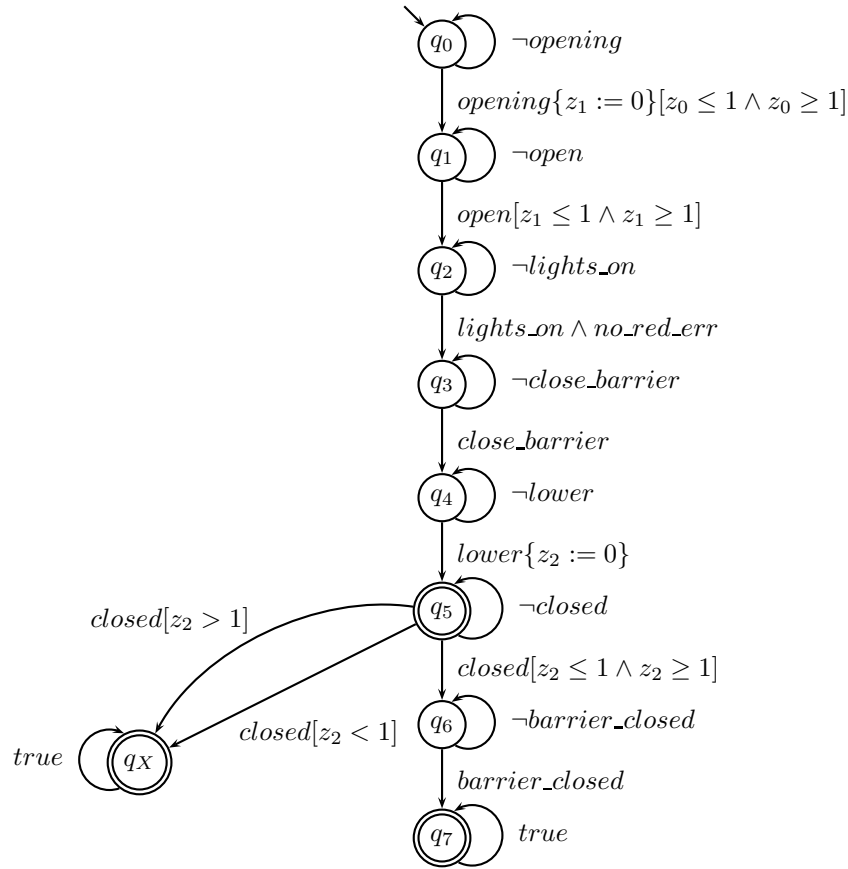 q₀ ¬opening
opening{z₁ := 0}[z₀ ≤ 1 ∧ z₀ ≥ 1]
q₁ ¬open
open[z₁ ≤ 1 ∧ z₁ ≥ 1]
q₂ ¬lights_on
lights_on ∧ no_red_err
q₃ ¬close_barrier
close_barrier
q₄ ¬lower
lower{z₂ := 0}
closed[z₂ > 1] q₅ ¬closed
closed[z₂ ≤ 1 ∧ z₂ ≥ 1]
closed[z₂ < 1] q₆ ¬barrier_closed
true q_X
barrier_closed
q₇ true